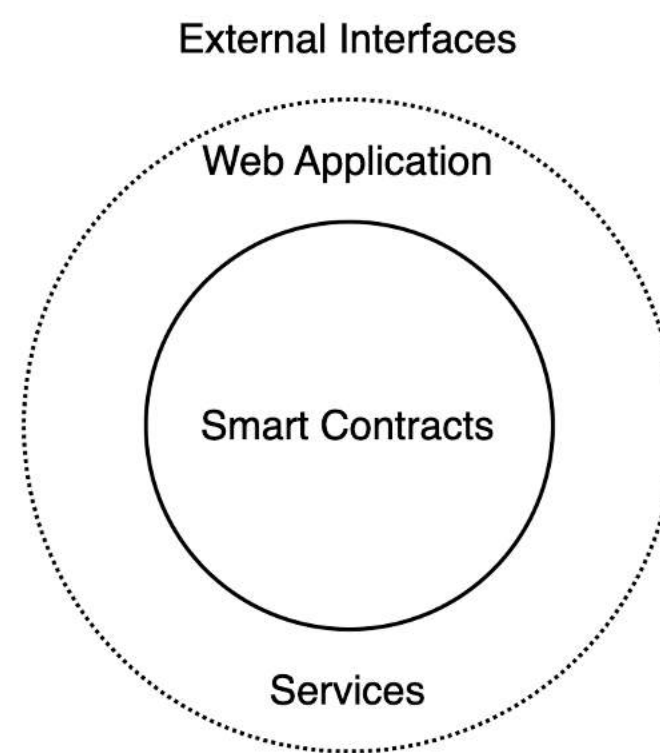 External Interfaces
Web Application
Smart Contracts
Services